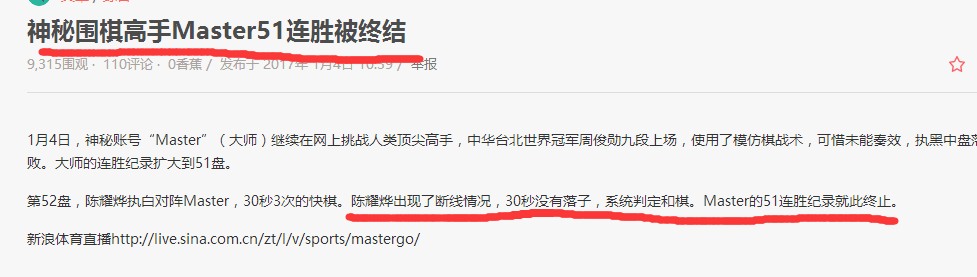 神秘围棋高手Master51连胜被终结
9,315围观 · 110评论 · 0香蕉 / 发布于 2017年1月4日 10:59 / 举报
1月4日，神秘账号“Master”（大师）继续在网上挑战人类顶尖高手，中华台北世界冠军周俊勋九段上场，使用了模仿棋战术，可惜未能奏效，执黑中盘落
败。大师的连胜纪录扩大到51盘。
第52盘，陈耀烨执白对阵Master，30秒3次的快棋。陈耀烨出现了断线情况，30秒没有落子，系统判定和棋。Master的51连胜纪录就此终止。
新浪体育直播http://live.sina.com.cn/zt/l/v/sports/mastergo/